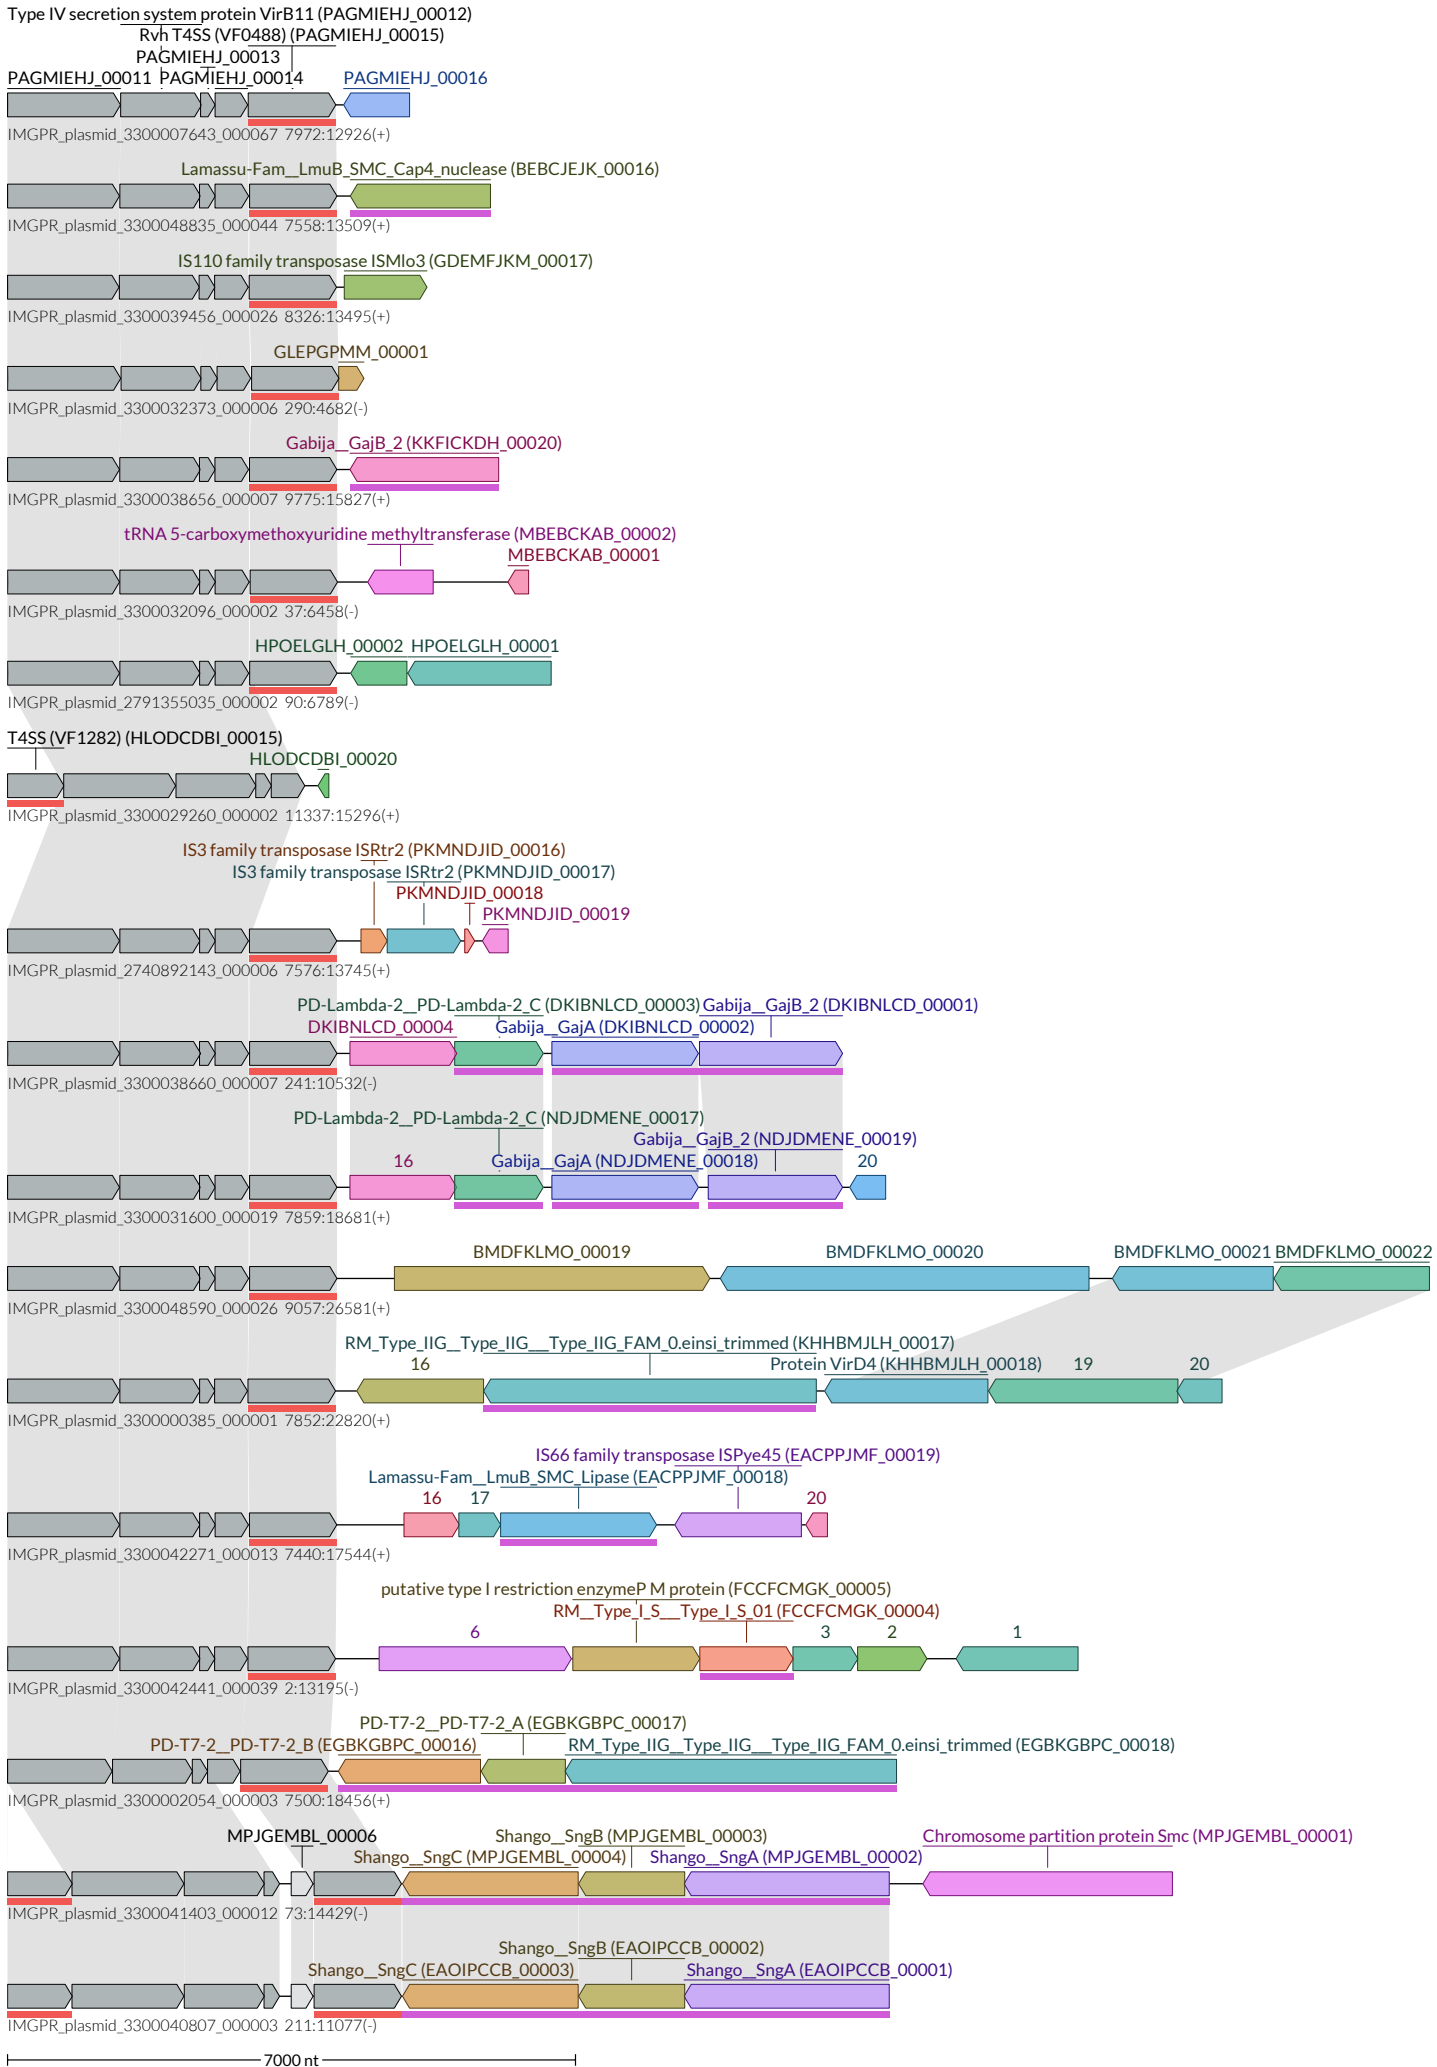 Type IV secretion system protein VirB11 (PAGMIEHJ_00012)
Rvh T4SS (VF0488) (PAGMIEHJ_00015)
PAGMIEHJ_00013
PAGMIEHJ_00011 PAGMIEHJ_00014 PAGMIEHJ_00016
IMGPR_plasmid_3300007643_000067 7972:12926(+)
Lamassu-Fam__LmuB_SMC_Cap4_nuclease (BEBCJEJK_00016)
IMGPR_plasmid_3300048835_000044 7558:13509(+)
IS110 family transposase ISMlo3 (GDEMFJKM_00017)
IMGPR_plasmid_3300039456_000026 8326:13495(+)
GLEPGPMM_00001
IMGPR_plasmid_3300032373_000006 290:4682(-)
Gabija__GajB_2 (KKFICKDH_00020)
IMGPR_plasmid_3300038656_000007 9775:15827(+)
tRNA 5-carboxymethoxyuridine methyltransferase (MBEBCKAB_00002)
MBEBCKAB_00001
IMGPR_plasmid_3300032096_000002 37:6458(-)
HPOELGLH_00002 HPOELGLH_00001
IMGPR_plasmid_2791355035_000002 90:6789(-)
T4SS (VF1282) (HLODCDBI_00015)
HLODCDBI_00020
IMGPR_plasmid_3300029260_000002 11337:15296(+)
IS3 family transposase ISRtr2 (PKMNDJID_00016)
IS3 family transposase ISRtr2 (PKMNDJID_00017)
PKMNDJID_00018
PKMNDJID_00019
IMGPR_plasmid_2740892143_000006 7576:13745(+)
PD-Lambda-2__PD-Lambda-2_C (DKIBNLCD_00003) Gabija__GajB_2 (DKIBNLCD_00001)
DKIBNLCD_00004 Gabija__GajA (DKIBNLCD_00002)
IMGPR_plasmid_3300038660_000007 241:10532(-)
PD-Lambda-2__PD-Lambda-2_C (NDJDMENE_00017)
Gabija__GajB_2 (NDJDMENE_00019)
16 Gabija__GajA (NDJDMENE_00018) 20
IMGPR_plasmid_3300031600_000019 7859:18681(+)
BMDFKLMO_00019 BMDFKLMO_00020 BMDFKLMO_00021 BMDFKLMO_00022
IMGPR_plasmid_3300048590_000026 9057:26581(+)
RM_Type_IIG__Type_IIG___Type_IIG_FAM_0.einsi_trimmed (KHHBMJLH_00017)
16 Protein VirD4 (KHHBMJLH_00018) 19 20
IMGPR_plasmid_3300000385_000001 7852:22820(+)
IS66 family transposase ISPye45 (EACPPJMF_00019)
Lamassu-Fam__LmuB_SMC_Lipase (EACPPJMF_00018)
16 17 20
IMGPR_plasmid_3300042271_000013 7440:17544(+)
putative type I restriction enzymeP M protein (FCCFCMGK_00005)
RM__Type_I_S___Type_I_S_01 (FCCFCMGK_00004)
6 3 2 1
IMGPR_plasmid_3300042441_000039 2:13195(-)
PD-T7-2__PD-T7-2_A (EGBKGBPC_00017)
PD-T7-2__PD-T7-2_B (EGBKGBPC_00016) RM_Type_IIG__Type_IIG___Type_IIG_FAM_0.einsi_trimmed (EGBKGBPC_00018)
IMGPR_plasmid_3300002054_000003 7500:18456(+)
MPJGEMBL_00006 Shango__SngB (MPJGEMBL_00003) Chromosome partition protein Smc (MPJGEMBL_00001)
Shango__SngC (MPJGEMBL_00004) Shango__SngA (MPJGEMBL_00002)
IMGPR_plasmid_3300041403_000012 73:14429(-)
Shango__SngB (EAOIPCCB_00002)
Shango__SngC (EAOIPCCB_00003) Shango__SngA (EAOIPCCB_00001)
IMGPR_plasmid_3300040807_000003 211:11077(-)
7000 nt